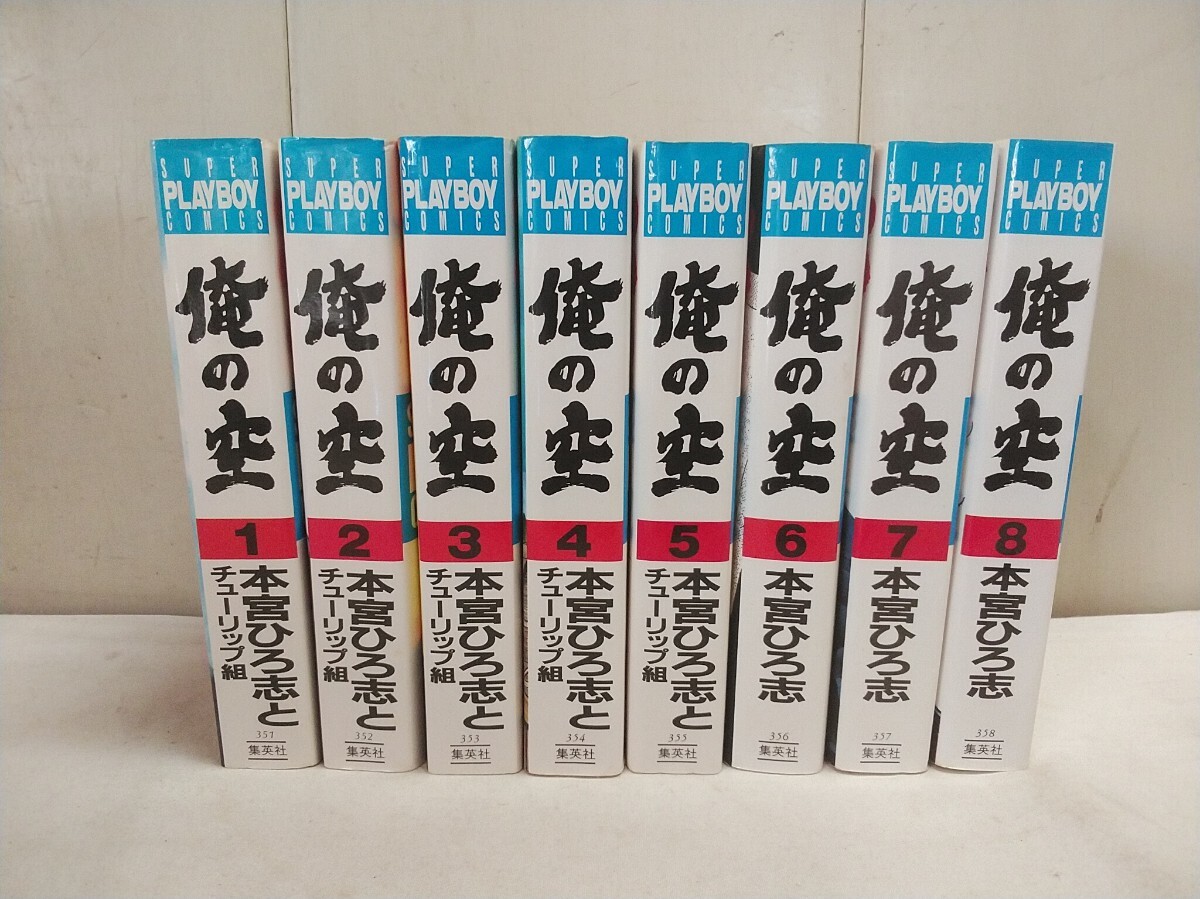 SUPER
PLAYBOY
COMICS
俺の空
1
本宮ひろ志と
チューリップ組
351
集英社
SUPER
PLAYBOY
COMICS
俺の空
2
本宮ひろ志と
チューリップ組
352
集英社
SUPER
PLAYBOY
COMICS
俺の空
3
本宮ひろ志と
チューリップ組
353
集英社
SUPER
PLAYBOY
COMICS
俺の空
4
本宮ひろ志と
チューリップ組
354
集英社
SUPER
PLAYBOY
COMICS
俺の空
5
本宮ひろ志と
チューリップ組
355
集英社
SUPER
PLAYBOY
COMICS
俺の空
6
本宮ひろ志
356
集英社
SUPER
PLAYBOY
COMICS
俺の空
7
本宮ひろ志
357
集英社
SUPER
PLAYBOY
COMICS
俺の空
8
本宮ひろ志
358
集英社